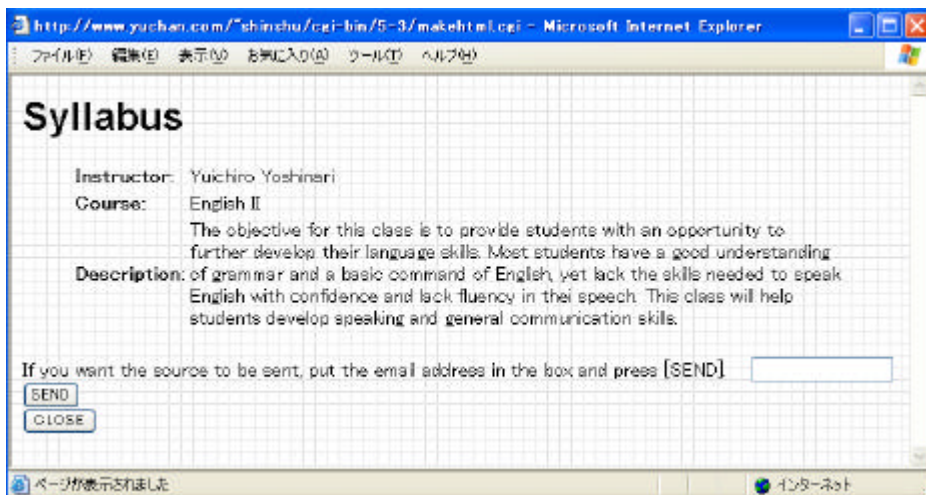 http://www.yuchan.com/~shinshu/cgi-bin/5-3/makehtml.cgi - Microsoft Internet Explorer
ファイル(F) 編集(E) 表示(V) お気に入り(A) ツール(T) ヘルプ(H)
Syllabus
Instructor: Yuichiro Yoshinari
Course: English II
The objective for this class is to provide students with an opportunity to
further develop their language skills. Most students have a good understanding
Description: of grammar and a basic command of English, yet lack the skills needed to speak
English with confidence and lack fluency in thei speech. This class will help
students develop speaking and general communication skills.
If you want the source to be sent, put the email address in the box and press [SEND].
SEND
CLOSE
ページが表示されました インターネット